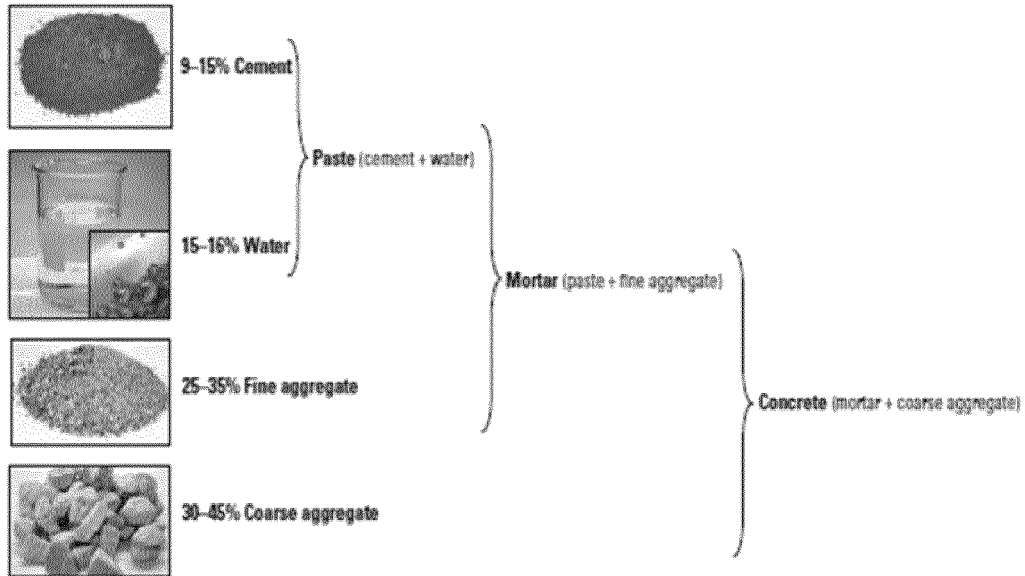 9–15% Cement
Paste (cement + water)
15–16% Water
Mortar (paste + fine aggregate)
25–35% Fine aggregate
Concrete (mortar + coarse aggregate)
30–45% Coarse aggregate